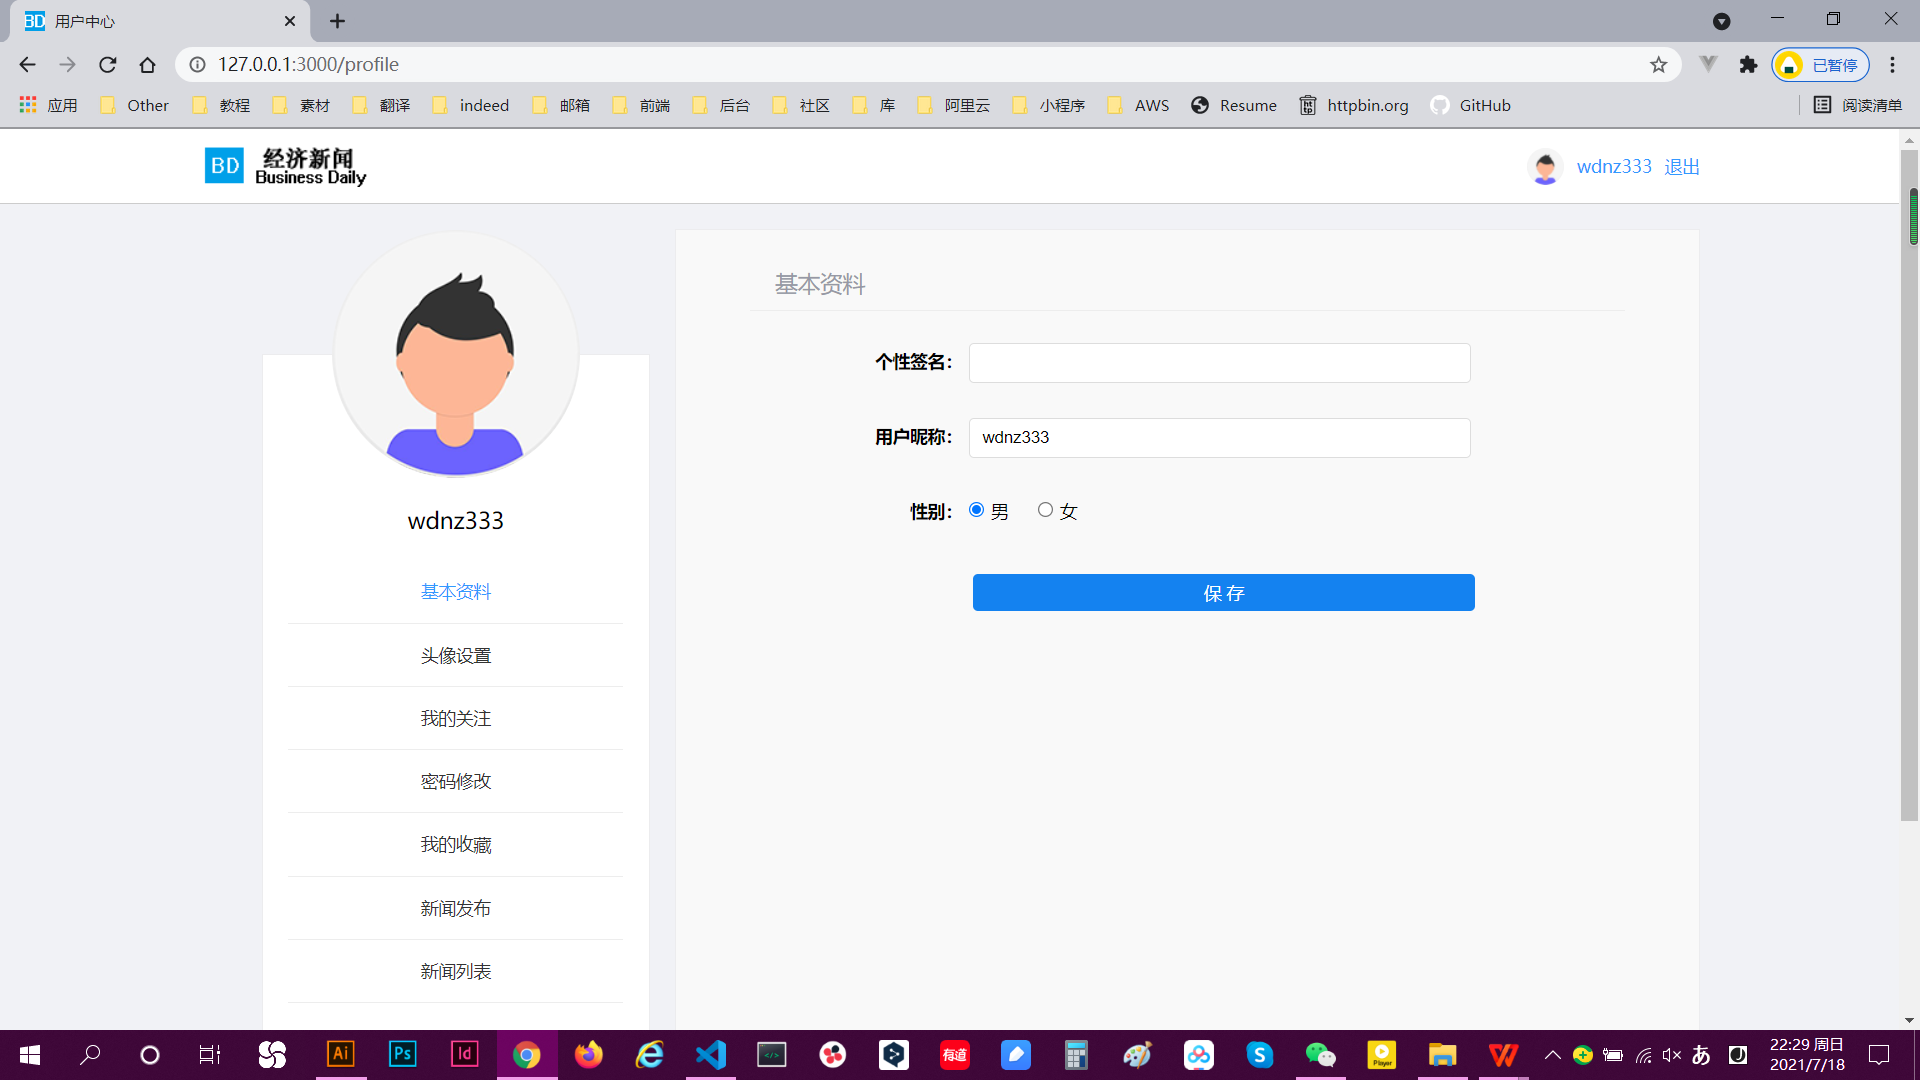 BD 用户中心
127.0.0.1:3000/profile
已暂停
应用 Other 教程 素材 翻译 indeed 邮箱 前端 后台 社区 库 阿里云 小程序 AWS Resume httpbin.org GitHub 阅读清单
BD 经济新闻
Business Daily
wdnz333 退出
wdnz333
基本资料
头像设置
我的关注
密码修改
我的收藏
新闻发布
新闻列表
基本资料
个性签名：
用户昵称： wdnz333
性别： 男 女
保 存
Ai Ps Id 有道 Player S あ J
22:29 周日
2021/7/18